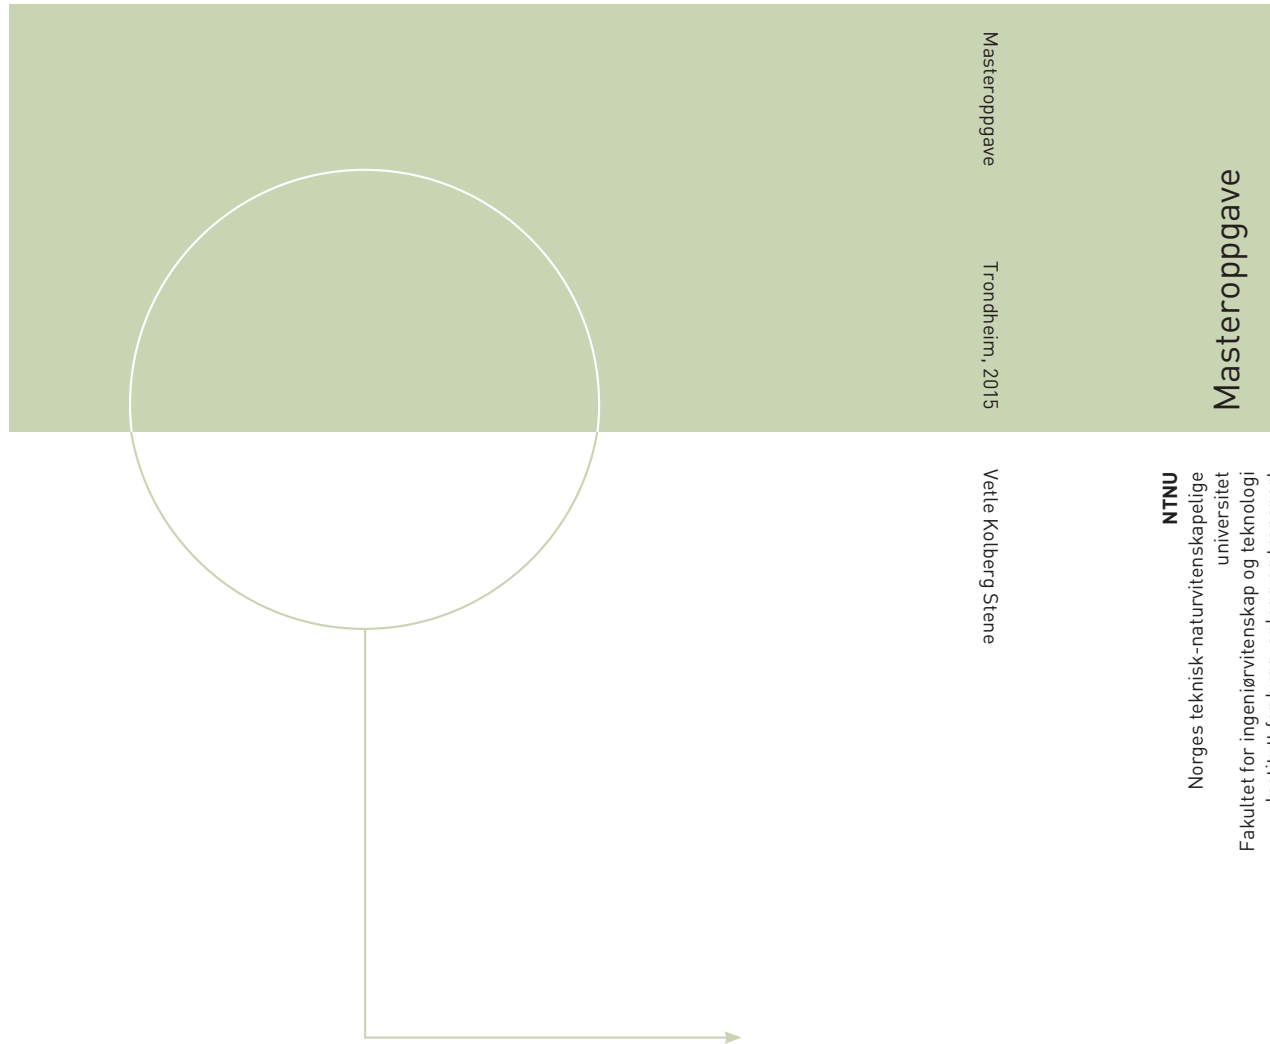 Masteroppgave
Trondheim, 2015
Vetle Kolberg Stene
Masteroppgave
NTNU
Norges teknisk-naturvitenskapelige
universitet
Fakultet for ingeniørvitenskap og teknologi